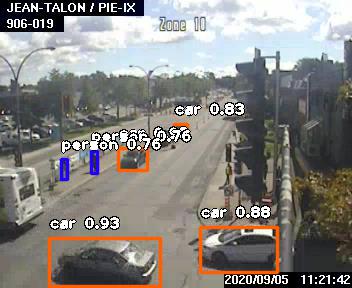 JEAN-TALON / PIE-IX
906-019
Zone 10
car 0.83
person 0.76
car 0.93
car 0.88
2020/09/05 11:21:42